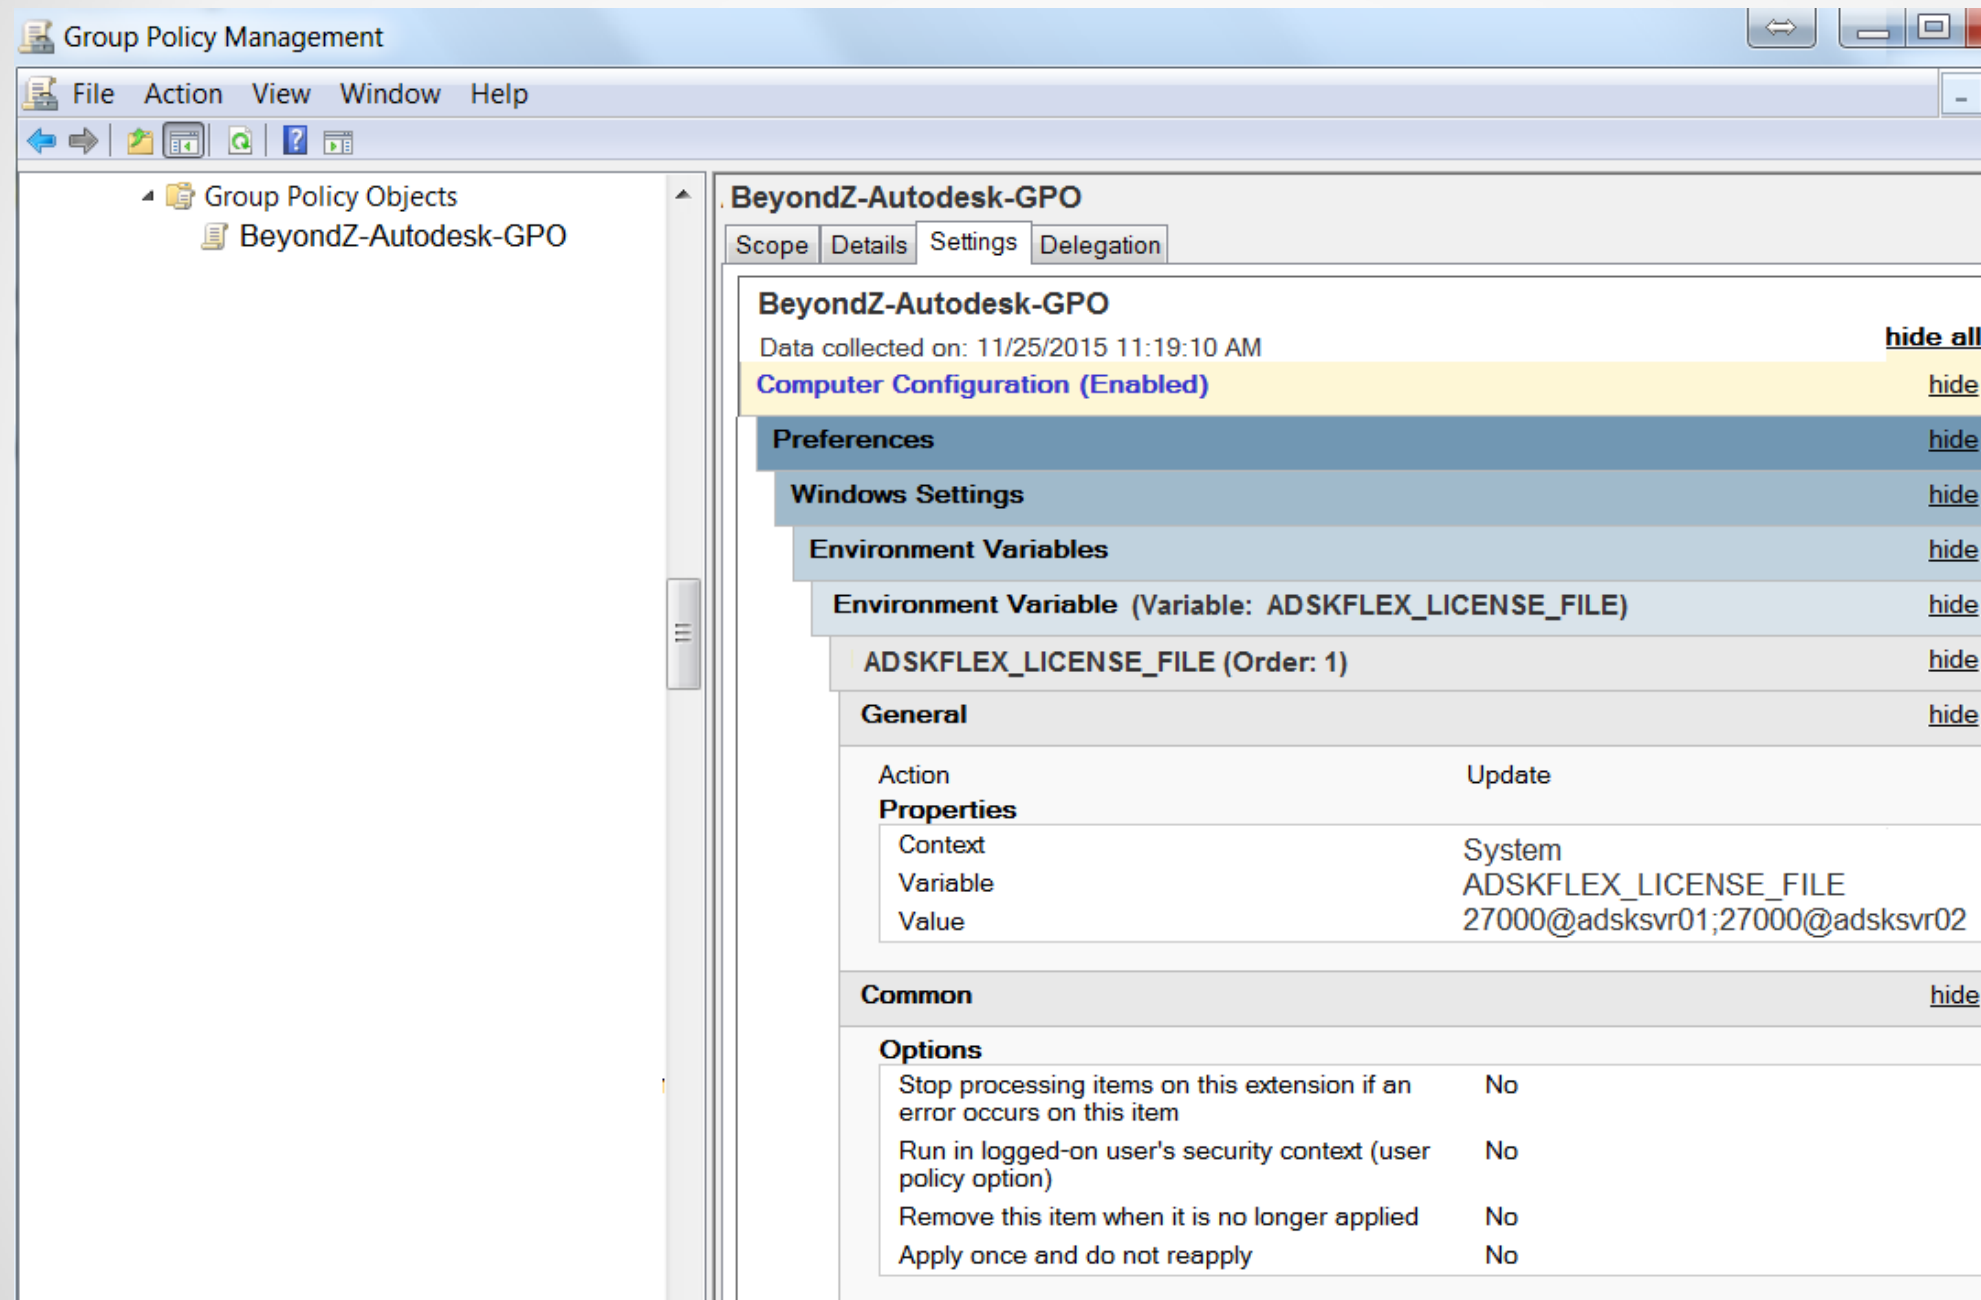 Group Policy Management
File Action View Window Help
Group Policy Objects
BeyondZ-Autodesk-GPO
BeyondZ-Autodesk-GPO
Scope Details Settings Delegation
BeyondZ-Autodesk-GPO
Data collected on: 11/25/2015 11:19:10 AM
hide all
Computer Configuration (Enabled) hide
Preferences hide
Windows Settings hide
Environment Variables hide
Environment Variable (Variable: ADSKFLEX_LICENSE_FILE) hide
ADSKFLEX_LICENSE_FILE (Order: 1) hide
General hide
Action Update
Properties
Context System
Variable ADSKFLEX_LICENSE_FILE
Value 27000@adsksvr01;27000@adsksvr02
Common hide
Options
Stop processing items on this extension if an No
error occurs on this item
Run in logged-on user's security context (user No
policy option)
Remove this item when it is no longer applied No
Apply once and do not reapply No